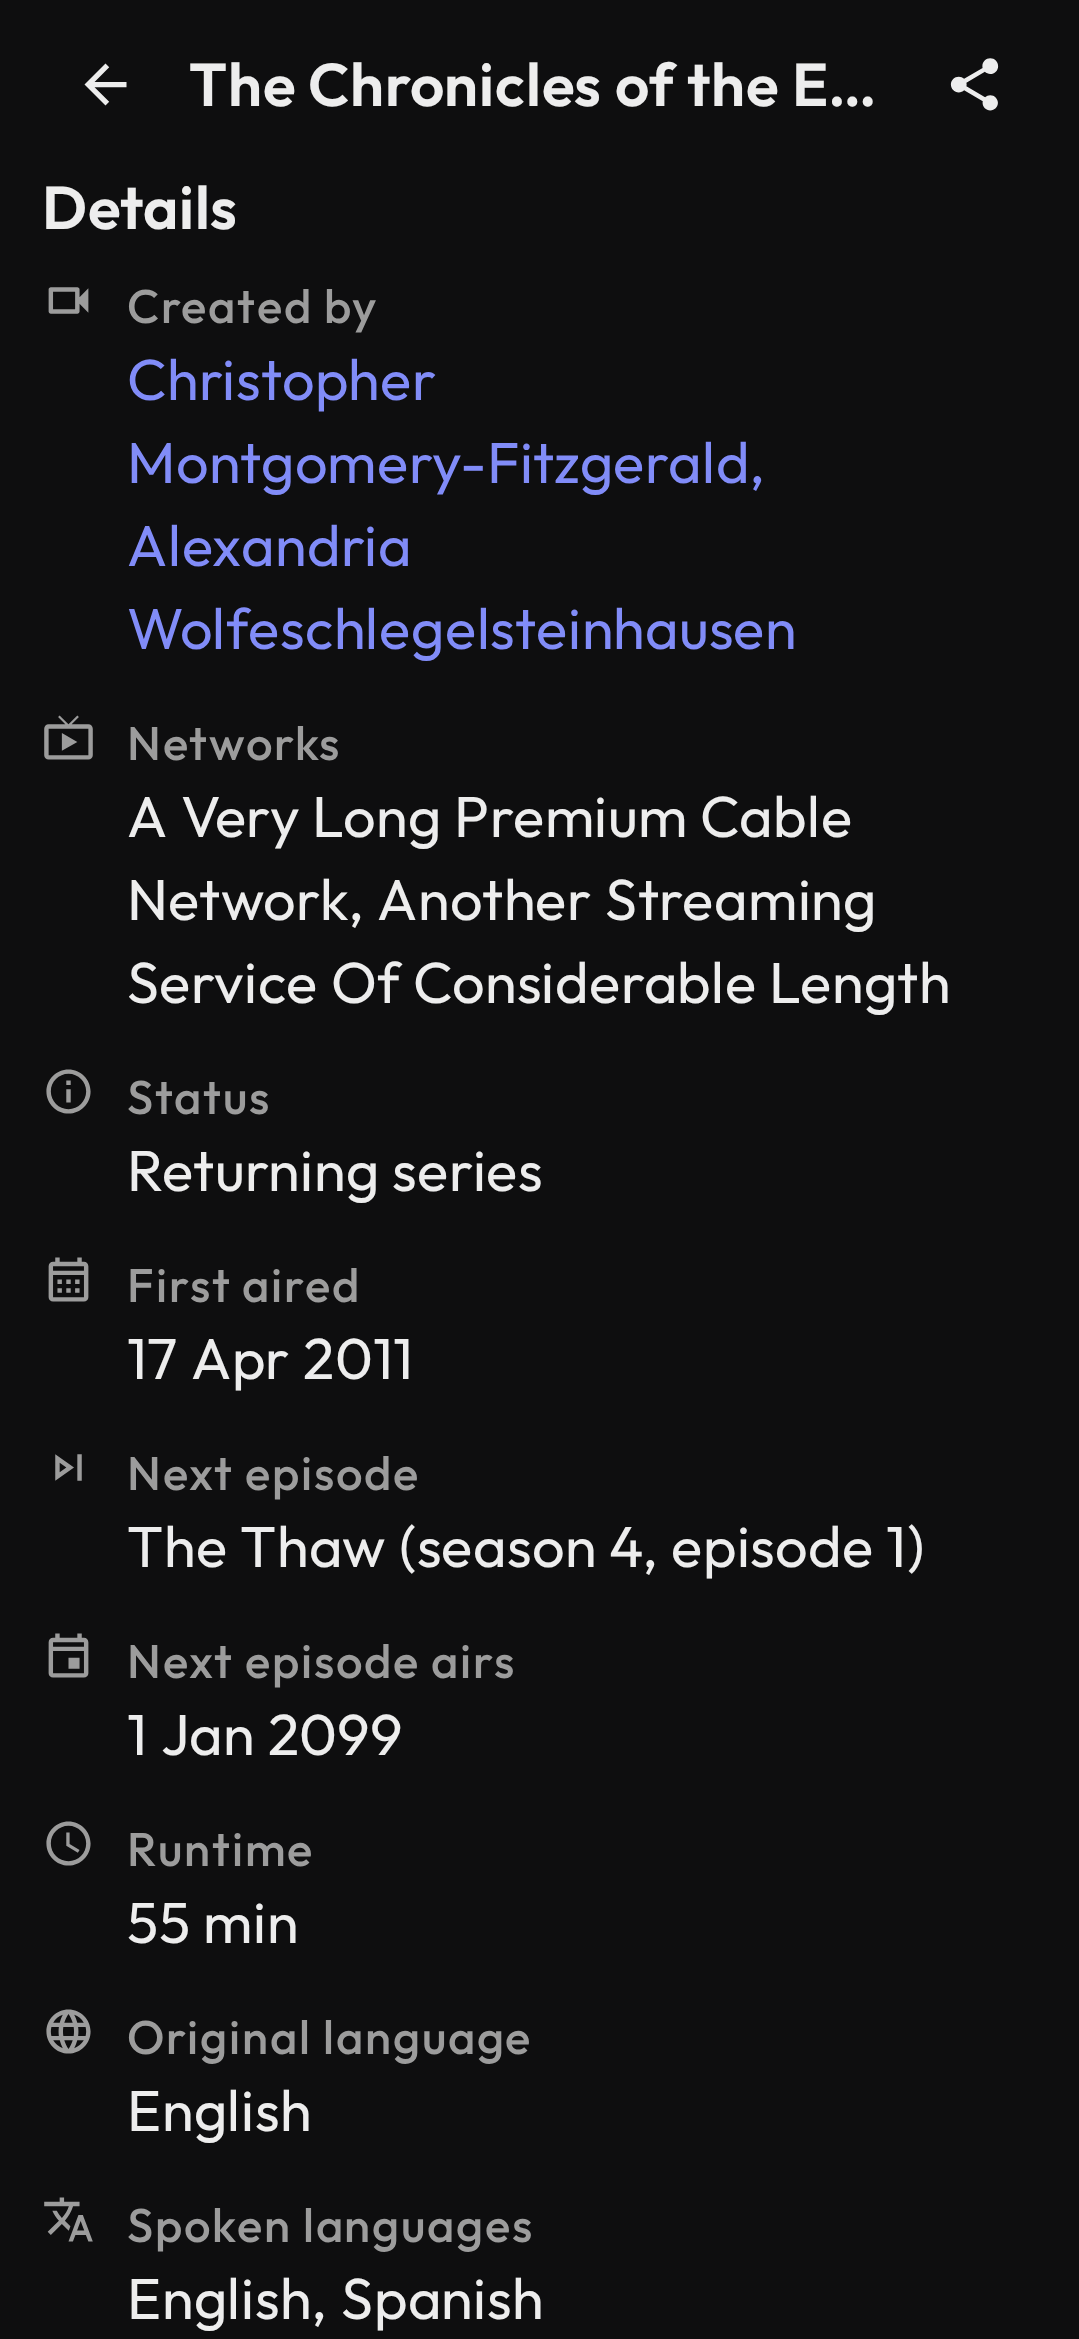 The Chronicles of the E...
Details
Created by
Christopher
Montgomery-Fitzgerald,
Alexandria
Wolfeschlegelsteinhausen
Networks
A Very Long Premium Cable
Network, Another Streaming
Service Of Considerable Length
Status
Returning series
First aired
17 Apr 2011
Next episode
The Thaw (season 4, episode 1)
Next episode airs
1 Jan 2099
Runtime
55 min
Original language
English
Spoken languages
English, Spanish